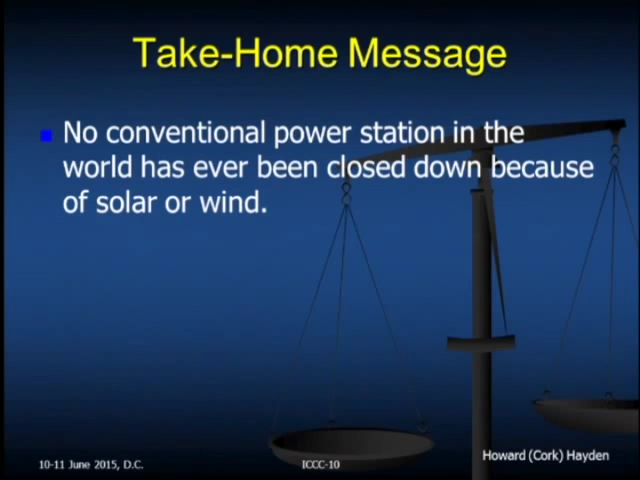 Take-Home Message
No conventional power station in the
world has ever been closed down because
of solar or wind.
10-11 June 2015, D.C.
ICCC-10
Howard (Cork) Hayden